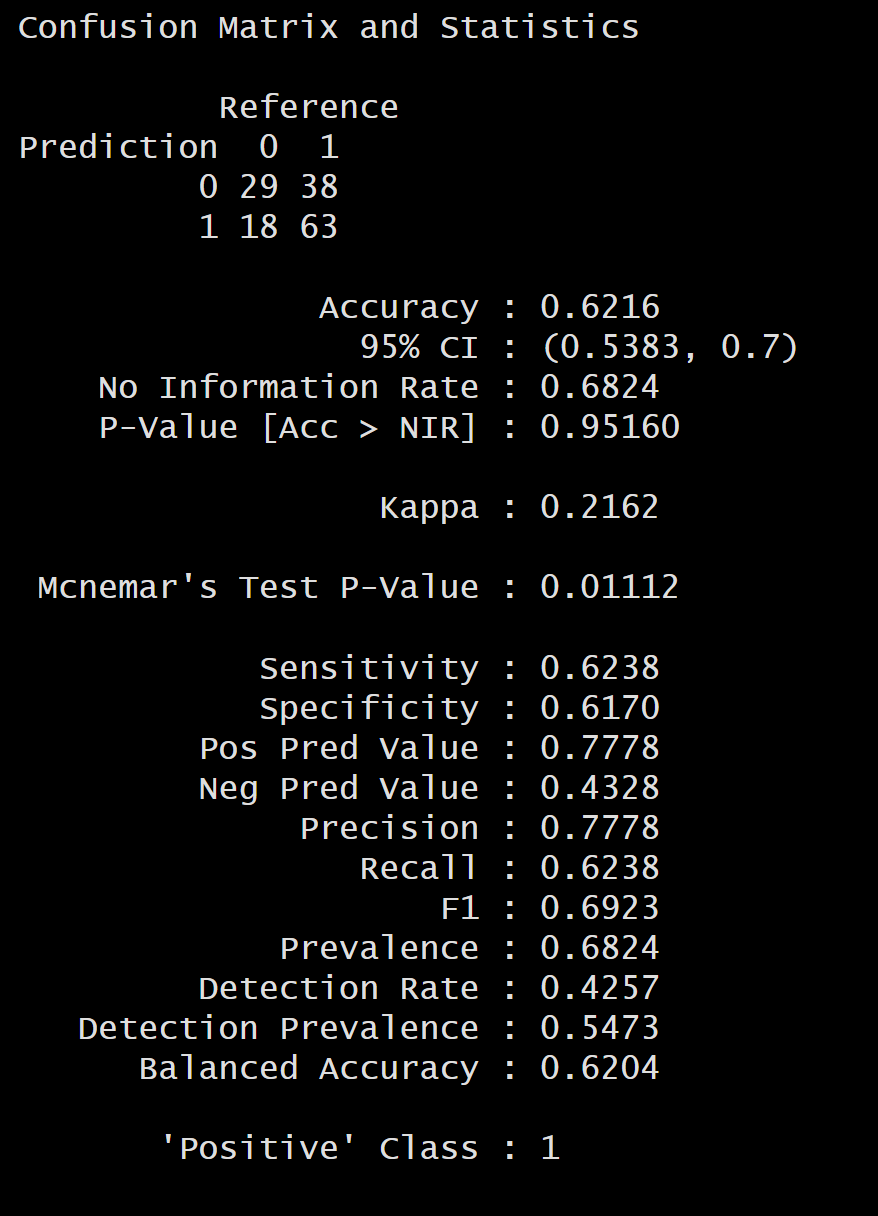 Confusion Matrix and Statistics
Reference
Prediction 0 1
0 29 38
1 18 63
Accuracy : 0.6216
95% CI : (0.5383, 0.7)
No Information Rate : 0.6824
P-Value [Acc > NIR] : 0.95160
Kappa : 0.2162
Mcnemar's Test P-Value : 0.01112
Sensitivity : 0.6238
Specificity : 0.6170
Pos Pred Value : 0.7778
Neg Pred Value : 0.4328
Precision : 0.7778
Recall : 0.6238
F1 : 0.6923
Prevalence : 0.6824
Detection Rate : 0.4257
Detection Prevalence : 0.5473
Balanced Accuracy : 0.6204
'Positive' Class : 1